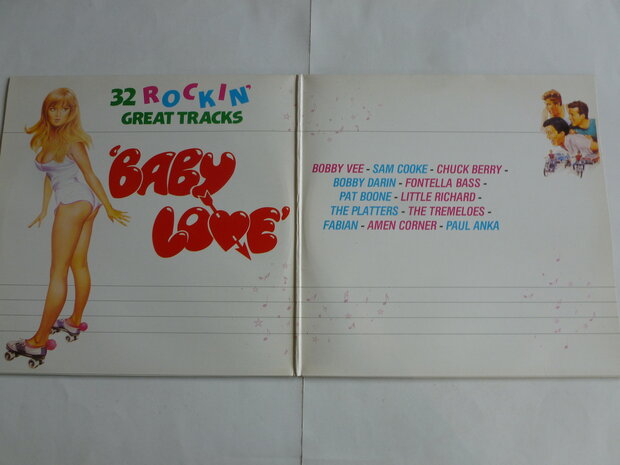 32 ROCKIN'
GREAT TRACKS
'BABY
LOVE'
BOBBY VEE - SAM COOKE - CHUCK BERRY -
BOBBY DARIN - FONTELLA BASS -
PAT BOONE - LITTLE RICHARD -
THE PLATTERS - THE TREMELOES -
FABIAN - AMEN CORNER - PAUL ANKA